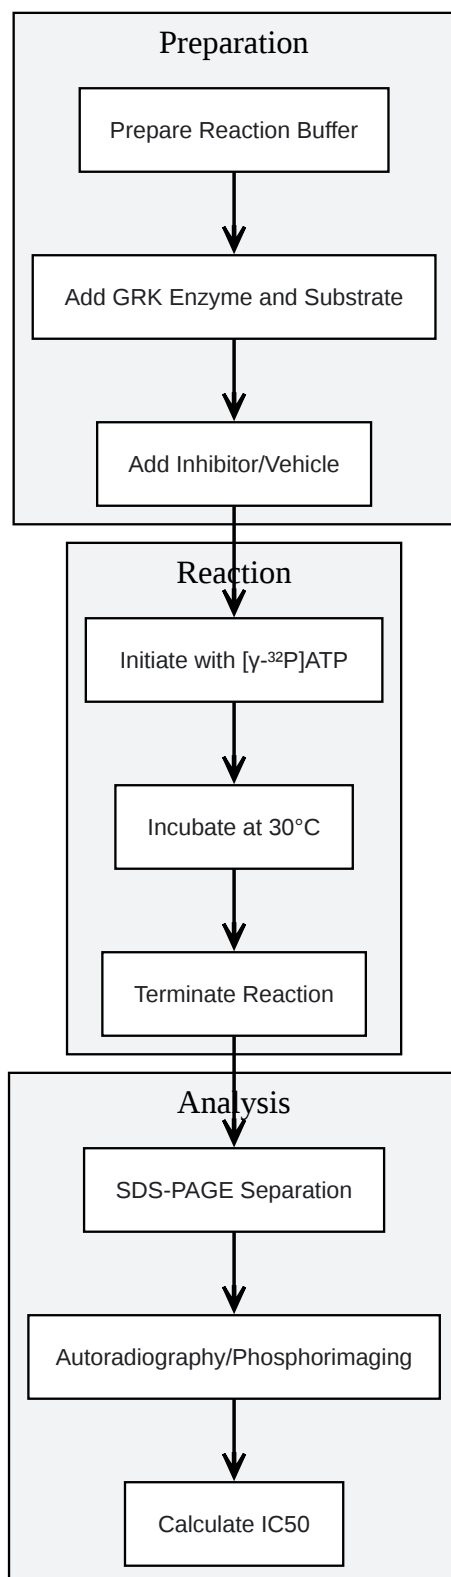 Preparation
Prepare Reaction Buffer
Add GRK Enzyme and Substrate
Add Inhibitor/Vehicle
Reaction
Initiate with [γ-³²P]ATP
Incubate at 30°C
Terminate Reaction
Analysis
SDS-PAGE Separation
Autoradiography/Phosphorimaging
Calculate IC50